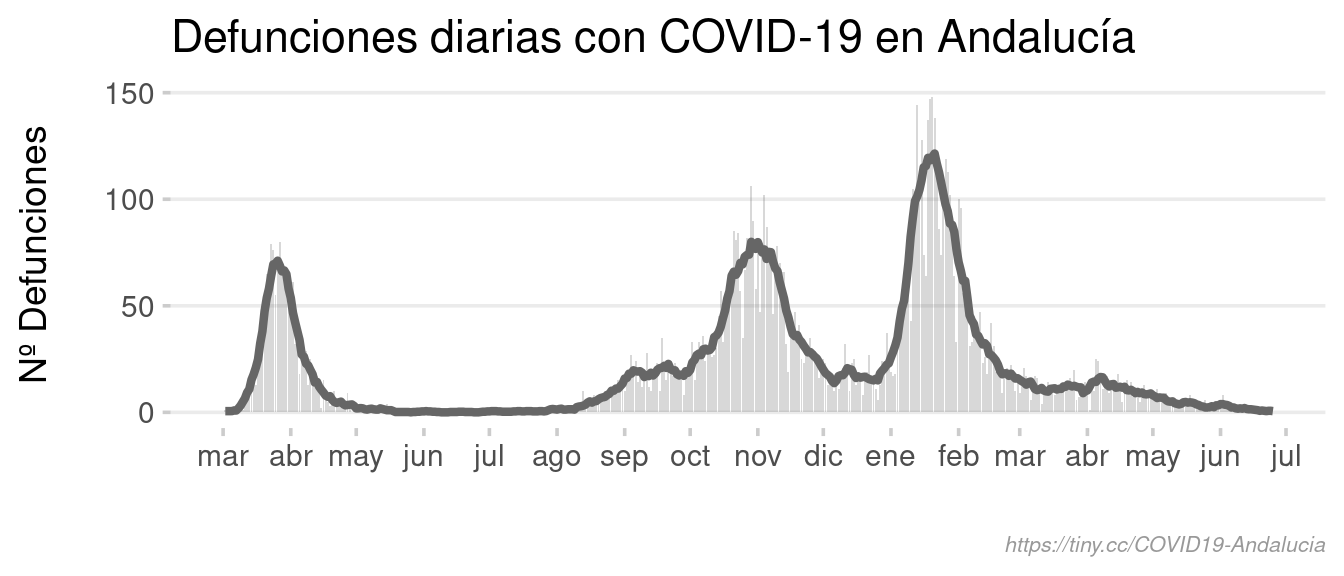 Defunciones diarias con COVID-19 en Andalucía
Nº Defunciones
150
100
50
0
mar abr may jun jul ago sep oct nov dic ene feb mar abr may jun jul
https://tiny.cc/COVID19-Andalucia